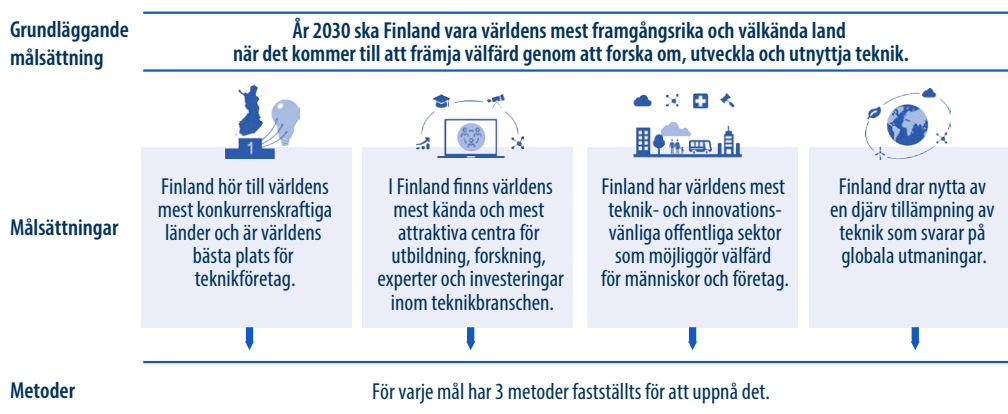 Grundläggande
målsättning
År 2030 ska Finland vara världens mest framgångsrika och välkända land
när det kommer till att främja välfärd genom att forska om, utveckla och utnyttja teknik.
1
Målsättningar
Finland hör till världens
mest konkurrenskraftiga
länder och är världens
bästa plats för
teknikföretag.
I Finland finns världens
mest kända och mest
attraktiva centra för
utbildning, forskning,
experter och investeringar
inom teknikbranschen.
Finland har världens mest
teknik- och innovations-
vänliga offentliga sektor
som möjliggör välfärd
för människor och företag.
Finland drar nytta av
en djärv tillämpning av
teknik som svarar på
globala utmaningar.
Metoder
För varje mål har 3 metoder fastställts för att uppnå det.